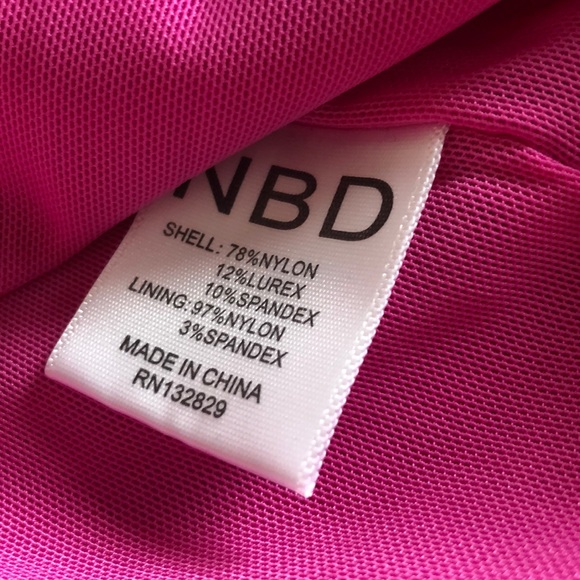 NBD
SHELL: 78%NYLON
12%LUREX
10%SPANDEX
LINING: 97%NYLON
3%SPANDEX
MADE IN CHINA
RN132829